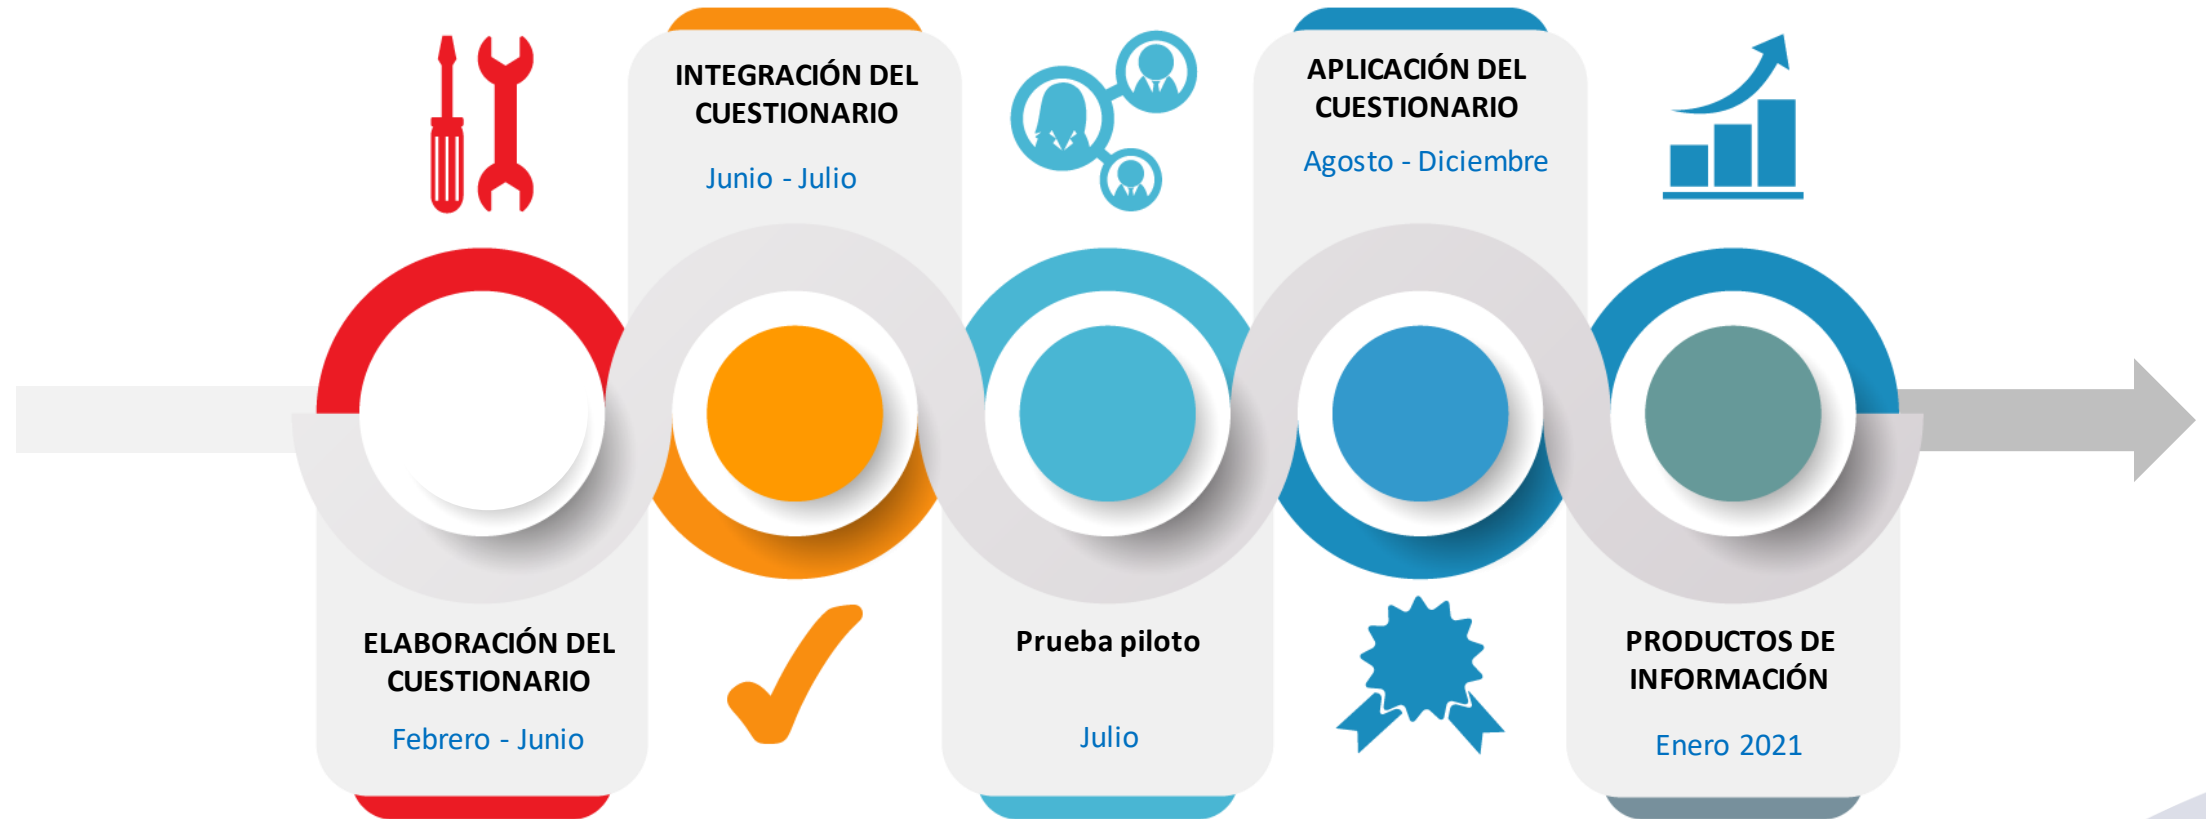 ELABORACIÓN DEL
CUESTIONARIO
Febrero - Junio
INTEGRACIÓN DEL
CUESTIONARIO
Junio - Julio
Prueba piloto
Julio
APLICACIÓN DEL
CUESTIONARIO
Agosto - Diciembre
PRODUCTOS DE
INFORMACIÓN
Enero 2021